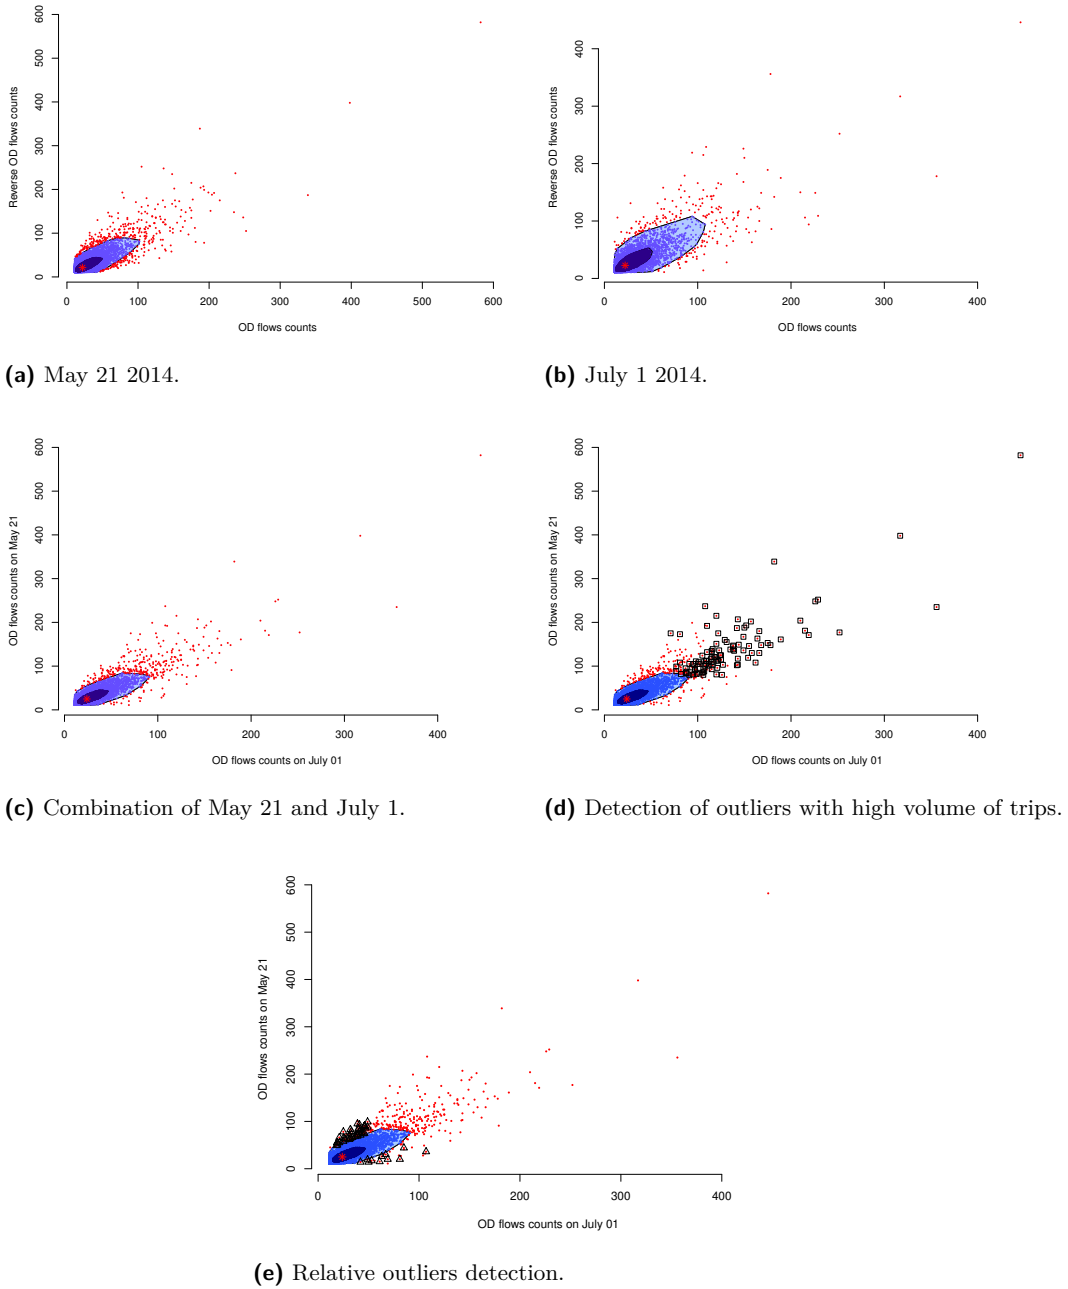 600
500
400
300
200
100
0
Reverse OD flows counts
0 100 200 300 400 500 600
OD flows counts
(a) May 21 2014.
400
300
200
100
0
Reverse OD flows counts
0 100 200 300 400
OD flows counts
(b) July 1 2014.
600
500
400
300
200
100
0
OD flows counts on May 21
0 100 200 300 400
OD flows counts on July 01
(c) Combination of May 21 and July 1.
600
500
400
300
200
100
0
OD flows counts on May 21
0 100 200 300 400
OD flows counts on July 01
(d) Detection of outliers with high volume of trips.
600
500
400
300
200
100
0
OD flows counts on May 21
0 100 200 300 400
OD flows counts on July 01
(e) Relative outliers detection.